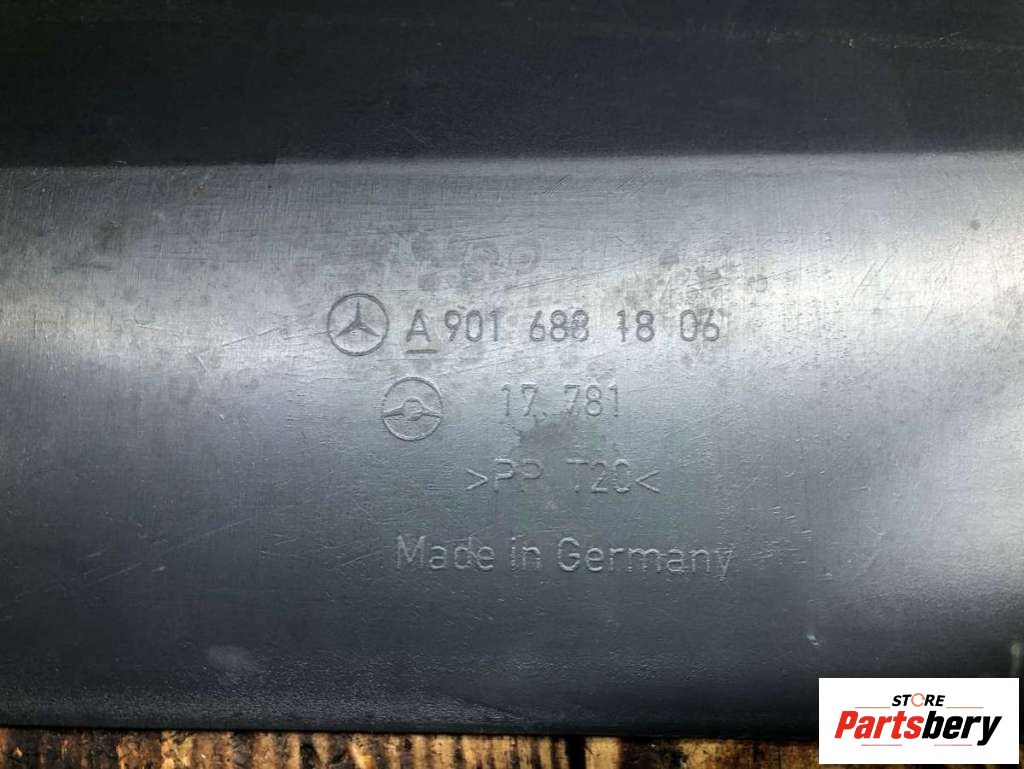 A 901 688 18 06
17.781
>PP T20<
Made in Germany
STORE
Partsbery